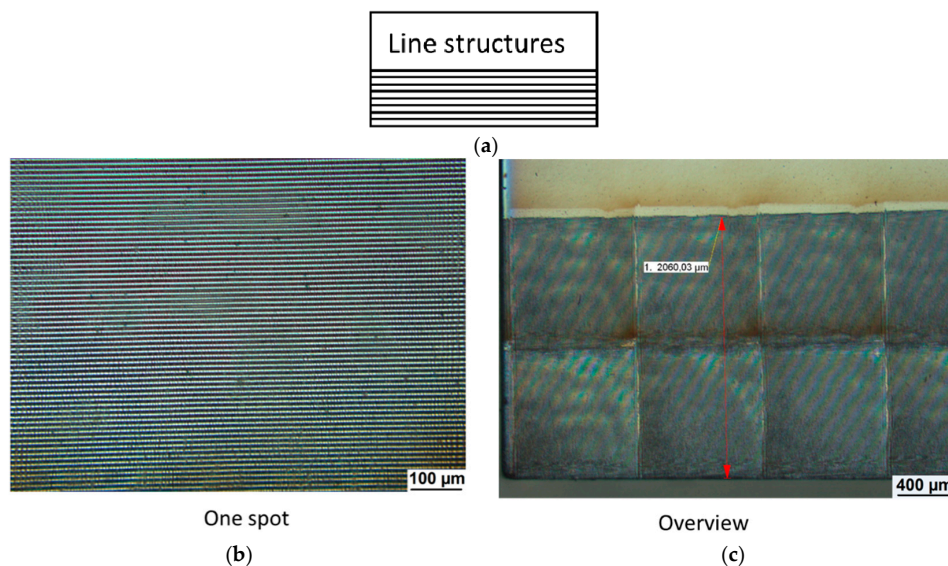 Line structures
(a)
100 µm
1. 2060,03 µm
400 µm
One spot
Overview
(b)
(c)